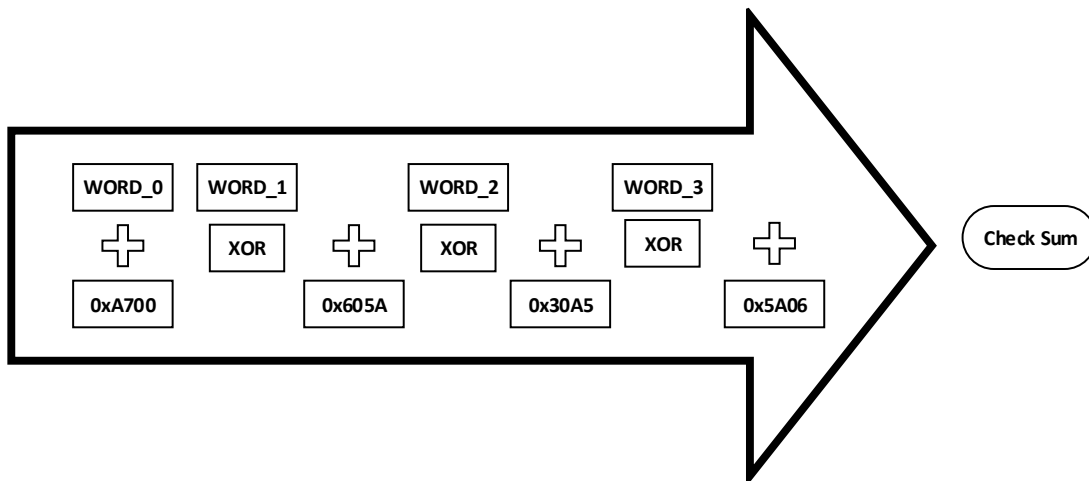 WORD_0 WORD_1 WORD_2 WORD_3
XOR XOR XOR Check Sum
0xA700 0x605A 0x30A5 0x5A06